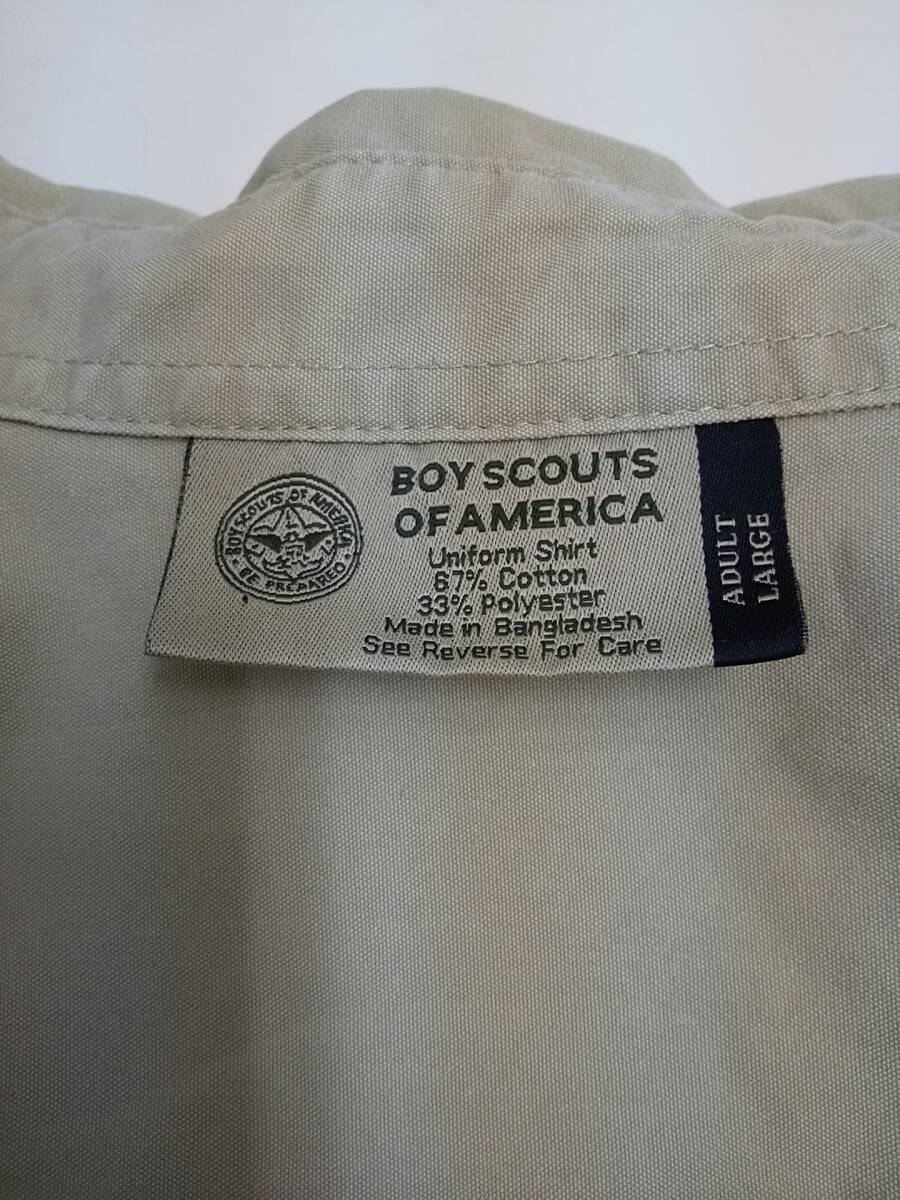 BOY SCOUTS OF AMERICA
BE PREPARED
BOY SCOUTS
OF AMERICA
Uniform Shirt
67% Cotton
33% Polyester
Made in Bangladesh
See Reverse For Care
ADULT
LARGE